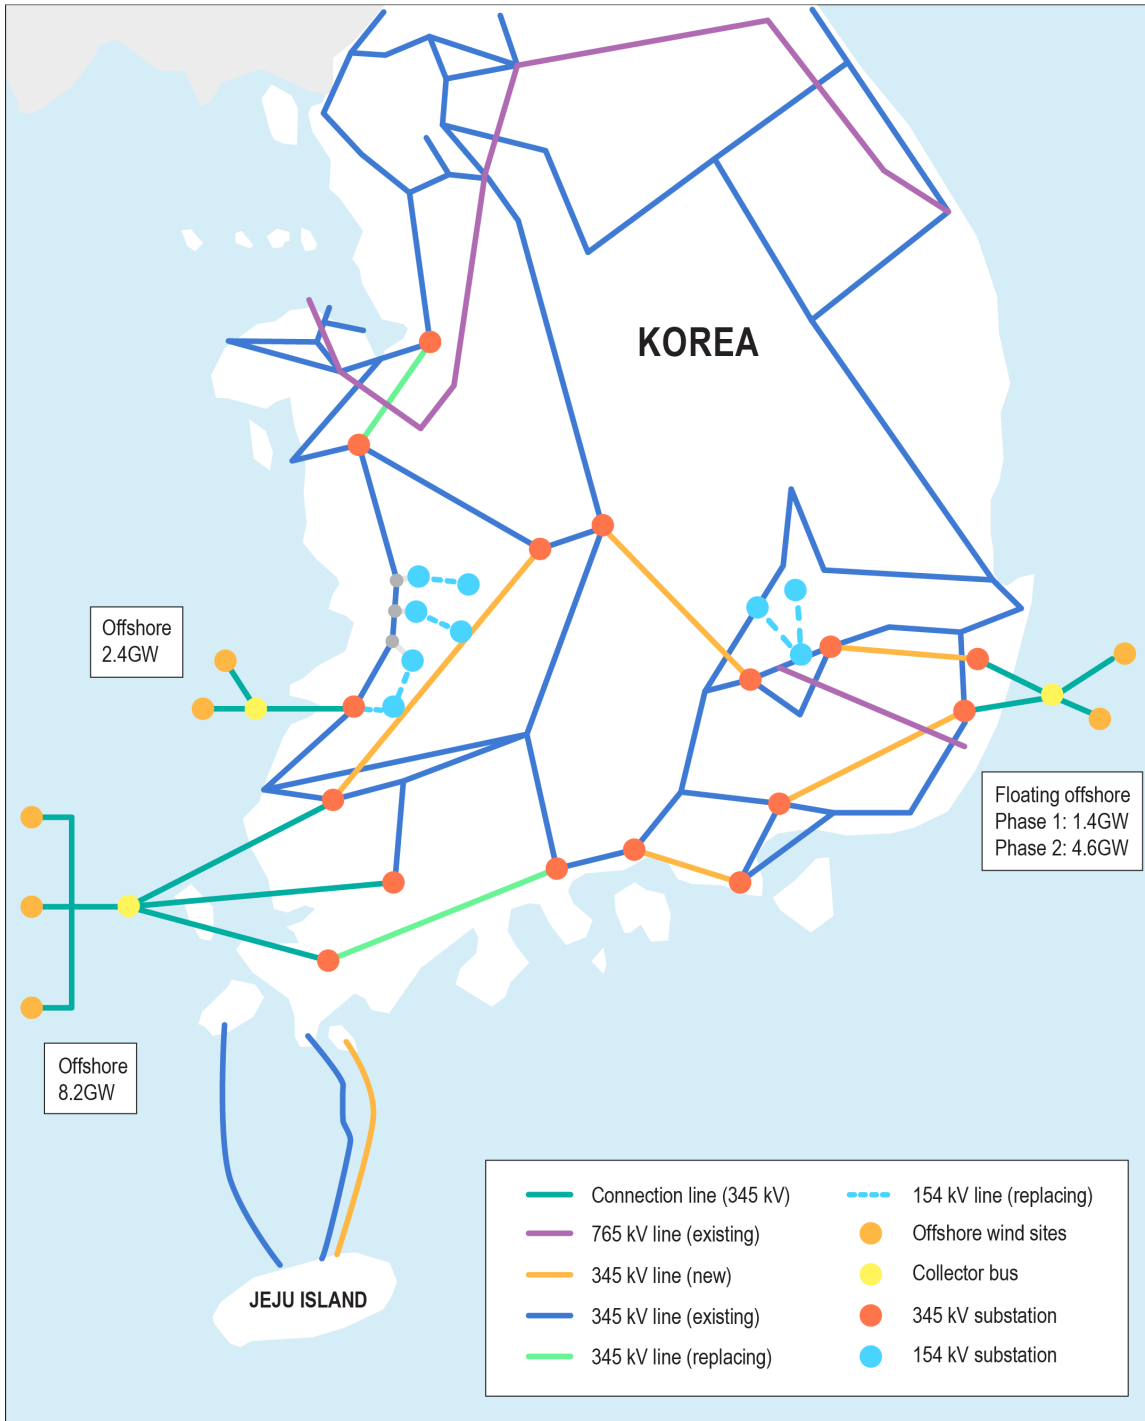 KOREA
Offshore
2.4GW
Floating offshore
Phase 1: 1.4GW
Phase 2: 4.6GW
Offshore
8.2GW
JEJU ISLAND
Connection line (345 kV)
765 kV line (existing)
345 kV line (new)
345 kV line (existing)
345 kV line (replacing)
154 kV line (replacing)
Offshore wind sites
Collector bus
345 kV substation
154 kV substation